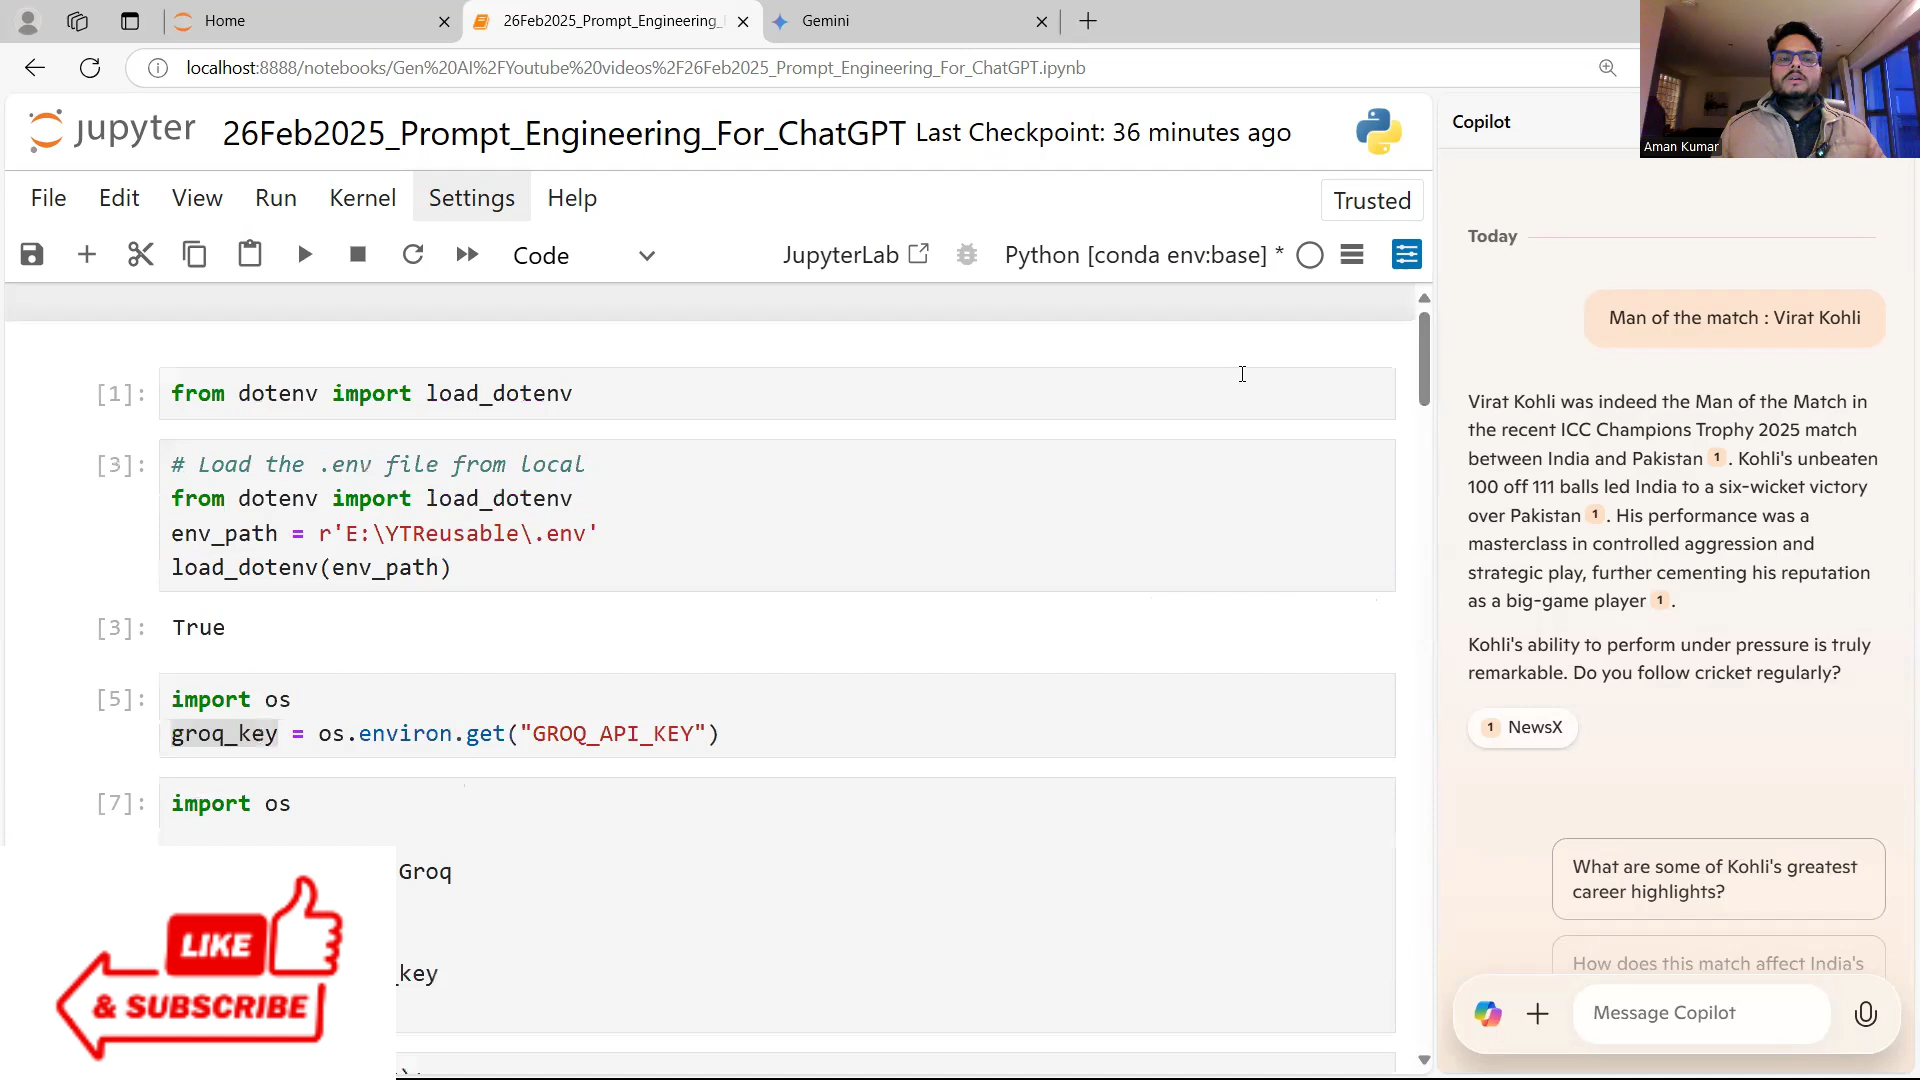 Home
26Feb2025_Prompt_Engineering_
Gemini
localhost:8888/notebooks/Gen%20AI%2FYoutube%20videos%2F26Feb2025_Prompt_Engineering_For_ChatGPT.ipynb
jupyter
26Feb2025_Prompt_Engineering_For_ChatGPT Last Checkpoint: 36 minutes ago
File Edit View Run Kernel Settings Help
Trusted
Code
JupyterLab
Python [conda env:base] *
[1]: from dotenv import load_dotenv
[3]: # Load the .env file from local
from dotenv import load_dotenv
env_path = r'E:\YTReusable\.env'
load_dotenv(env_path)
[3]: True
[5]: import os
groq_key = os.environ.get("GROQ_API_KEY")
[7]: import os
Groq
_key
LIKE
& SUBSCRIBE
Copilot
Aman Kumar
Today
Man of the match : Virat Kohli
Virat Kohli was indeed the Man of the Match in
the recent ICC Champions Trophy 2025 match
between India and Pakistan 1 . Kohli's unbeaten
100 off 111 balls led India to a six-wicket victory
over Pakistan 1 . His performance was a
masterclass in controlled aggression and
strategic play, further cementing his reputation
as a big-game player 1 .
Kohli's ability to perform under pressure is truly
remarkable. Do you follow cricket regularly?
1 NewsX
What are some of Kohli's greatest
career highlights?
How does this match affect India's
Message Copilot